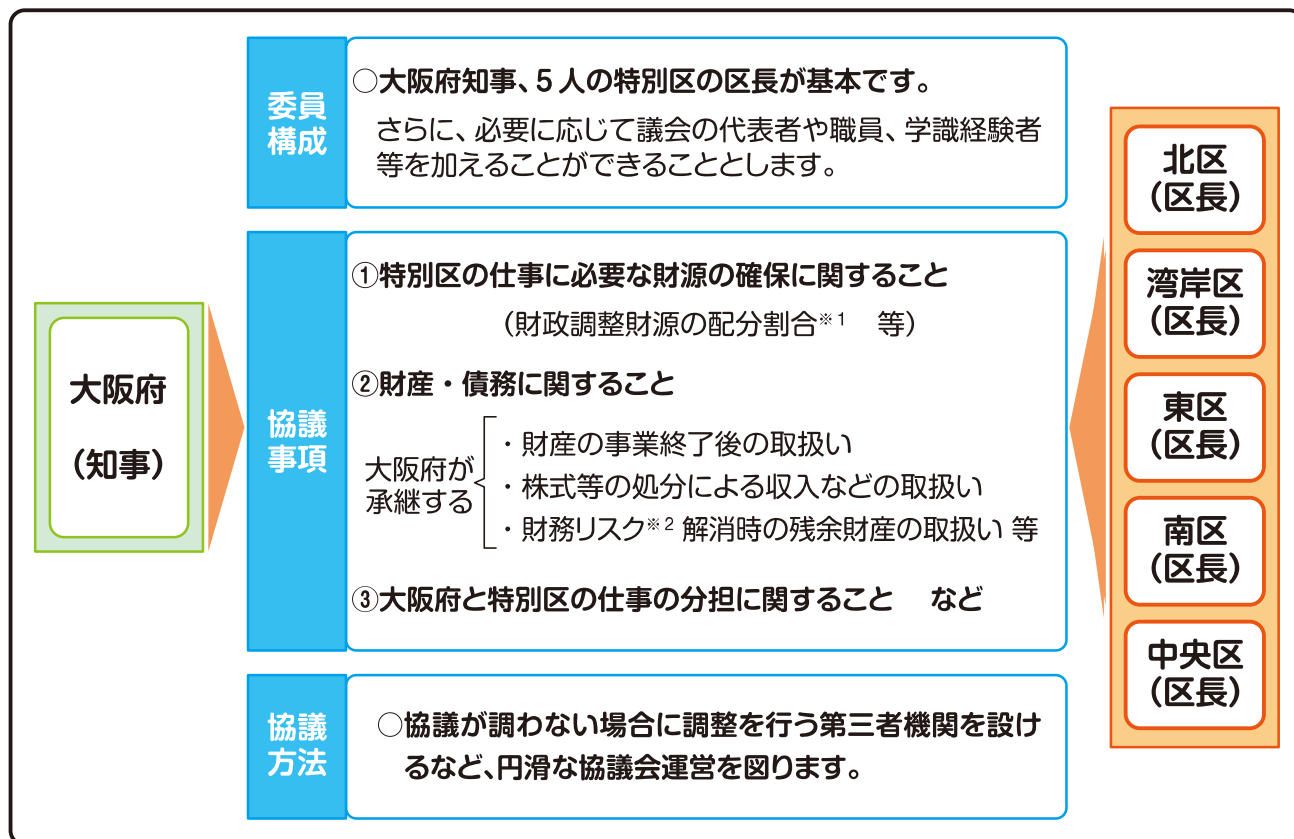 委員
構成
○大阪府知事、5人の特別区の区長が基本です。
さらに、必要に応じて議会の代表者や職員、学識経験者
等を加えることができることとします。
大阪府
(知事)
協議
事項
①特別区の仕事に必要な財源の確保に関すること
(財政調整財源の配分割合※1 等)
②財産・債務に関すること
大阪府が
承継する
・財産の事業終了後の取扱い
・株式等の処分による収入などの取扱い
・財務リスク※2 解消時の残余財産の取扱い 等
③大阪府と特別区の仕事の分担に関すること など
協議
方法
○協議が調わない場合に調整を行う第三者機関を設け
るなど、円滑な協議会運営を図ります。
北区
(区長)
湾岸区
(区長)
東区
(区長)
南区
(区長)
中央区
(区長)